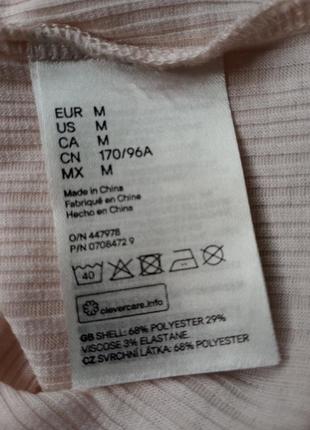 EUR M
US M
CA M
CN 170/96A
MX M
Made in China
Fabriqué en Chine
Hecho en China
O/N 447978
P/N 0708472 9
40
clevercare.info
GB SHELL: 68% POLYESTER 29%
VISCOSE 3% ELASTANE
CZ SVRCHNÍ LÁTKA: 68% POLYESTER